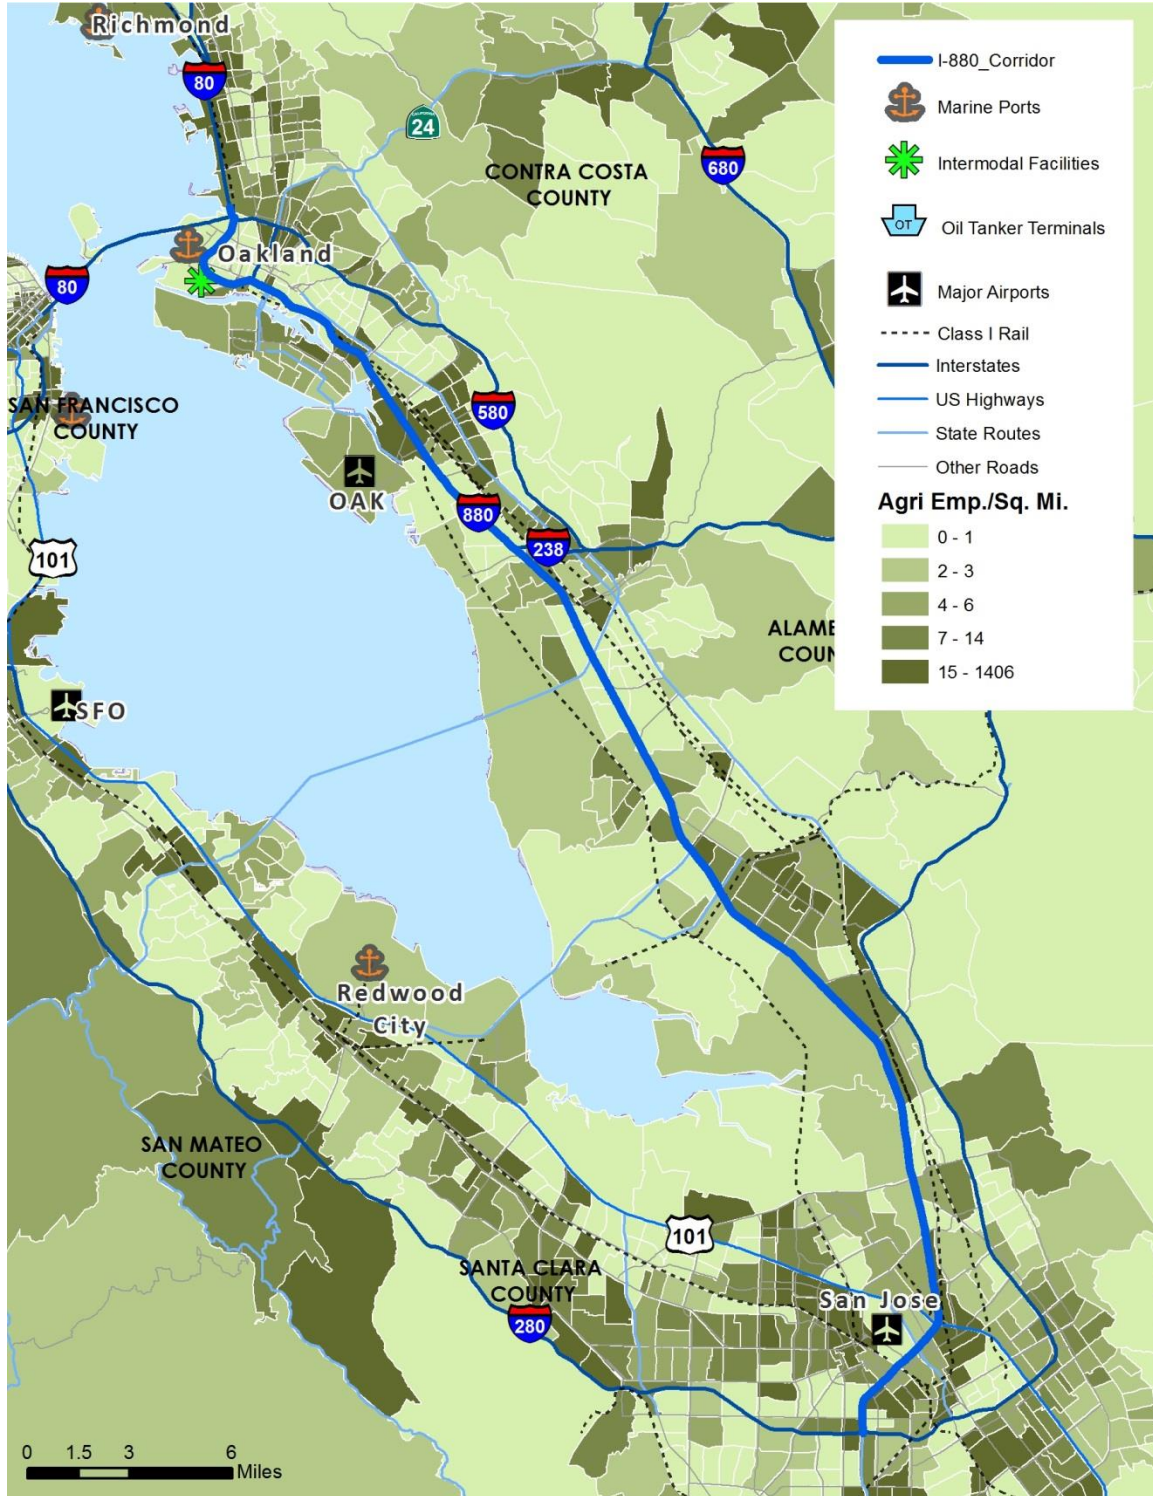 Richmond
80
24
CALIFORNIA
680
CONTRA COSTA
COUNTY
Oakland
80
SAN FRANCISCO
COUNTY
580
OAK
880
238
101
ALAME
COUN
SFO
Redwood
City
SAN MATEO
COUNTY
101
SANTA CLARA
COUNTY
280
San Jose
0 1.5 3 6
Miles
I-880_Corridor
Marine Ports
Intermodal Facilities
OT
Oil Tanker Terminals
Major Airports
Class I Rail
Interstates
US Highways
State Routes
Other Roads
Agri Emp./Sq. Mi.
0 - 1
2 - 3
4 - 6
7 - 14
15 - 1406